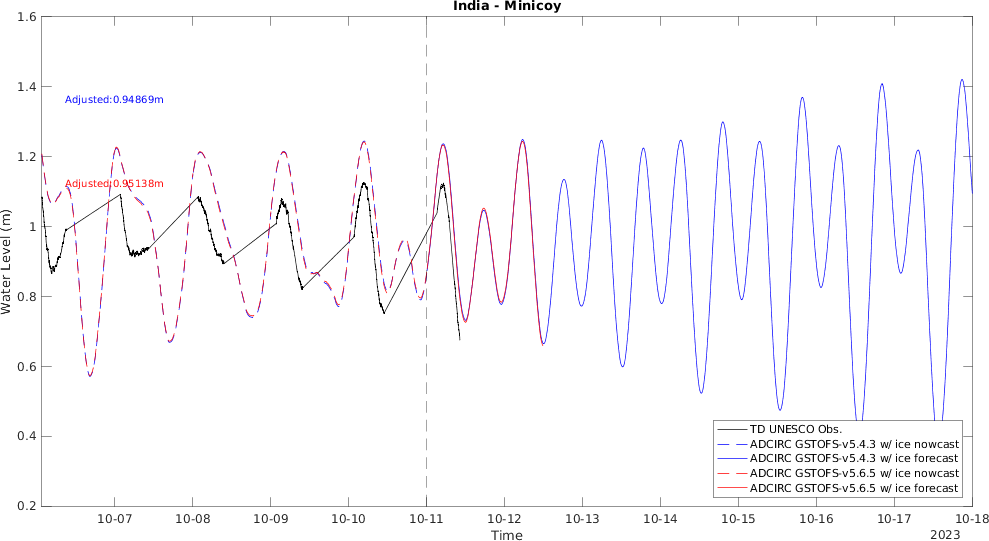 India - Minicoy
1.6
1.4
1.2
1
0.8
0.6
0.4
0.2
Water Level (m)
Adjusted:0.94869m
Adjusted:0.95138m
TD UNESCO Obs.
ADCIRC GSTOFS-v5.4.3 w/ ice nowcast
ADCIRC GSTOFS-v5.4.3 w/ ice forecast
ADCIRC GSTOFS-v5.6.5 w/ ice nowcast
ADCIRC GSTOFS-v5.6.5 w/ ice forecast
10-07 10-08 10-09 10-10 10-11 10-12 10-13 10-14 10-15 10-16 10-17 10-18
Time
2023